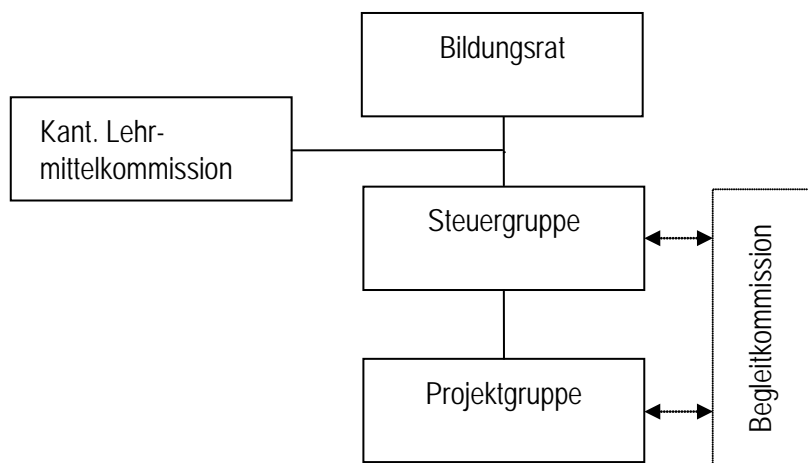 Bildungsrat
Kant. Lehr-
mittelkommission
Steuergruppe
Projektgruppe
Begleitkommission